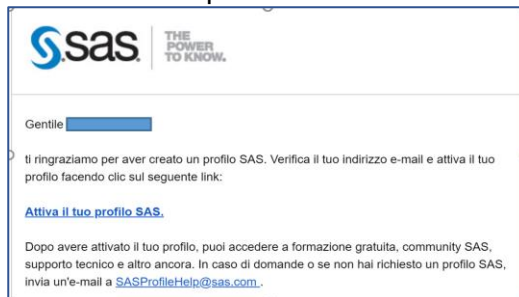 sas. THE
POWER
TO KNOW.
Gentile
ti ringraziamo per aver creato un profilo SAS. Verifica il tuo indirizzo e-mail e attiva il tuo
profilo facendo clic sul seguente link:
Attiva il tuo profilo SAS.
Dopo avere attivato il tuo profilo, puoi accedere a formazione gratuita, community SAS,
supporto tecnico e altro ancora. In caso di domande o se non hai richiesto un profilo SAS,
invia un'e-mail a SASProfileHelp@sas.com .